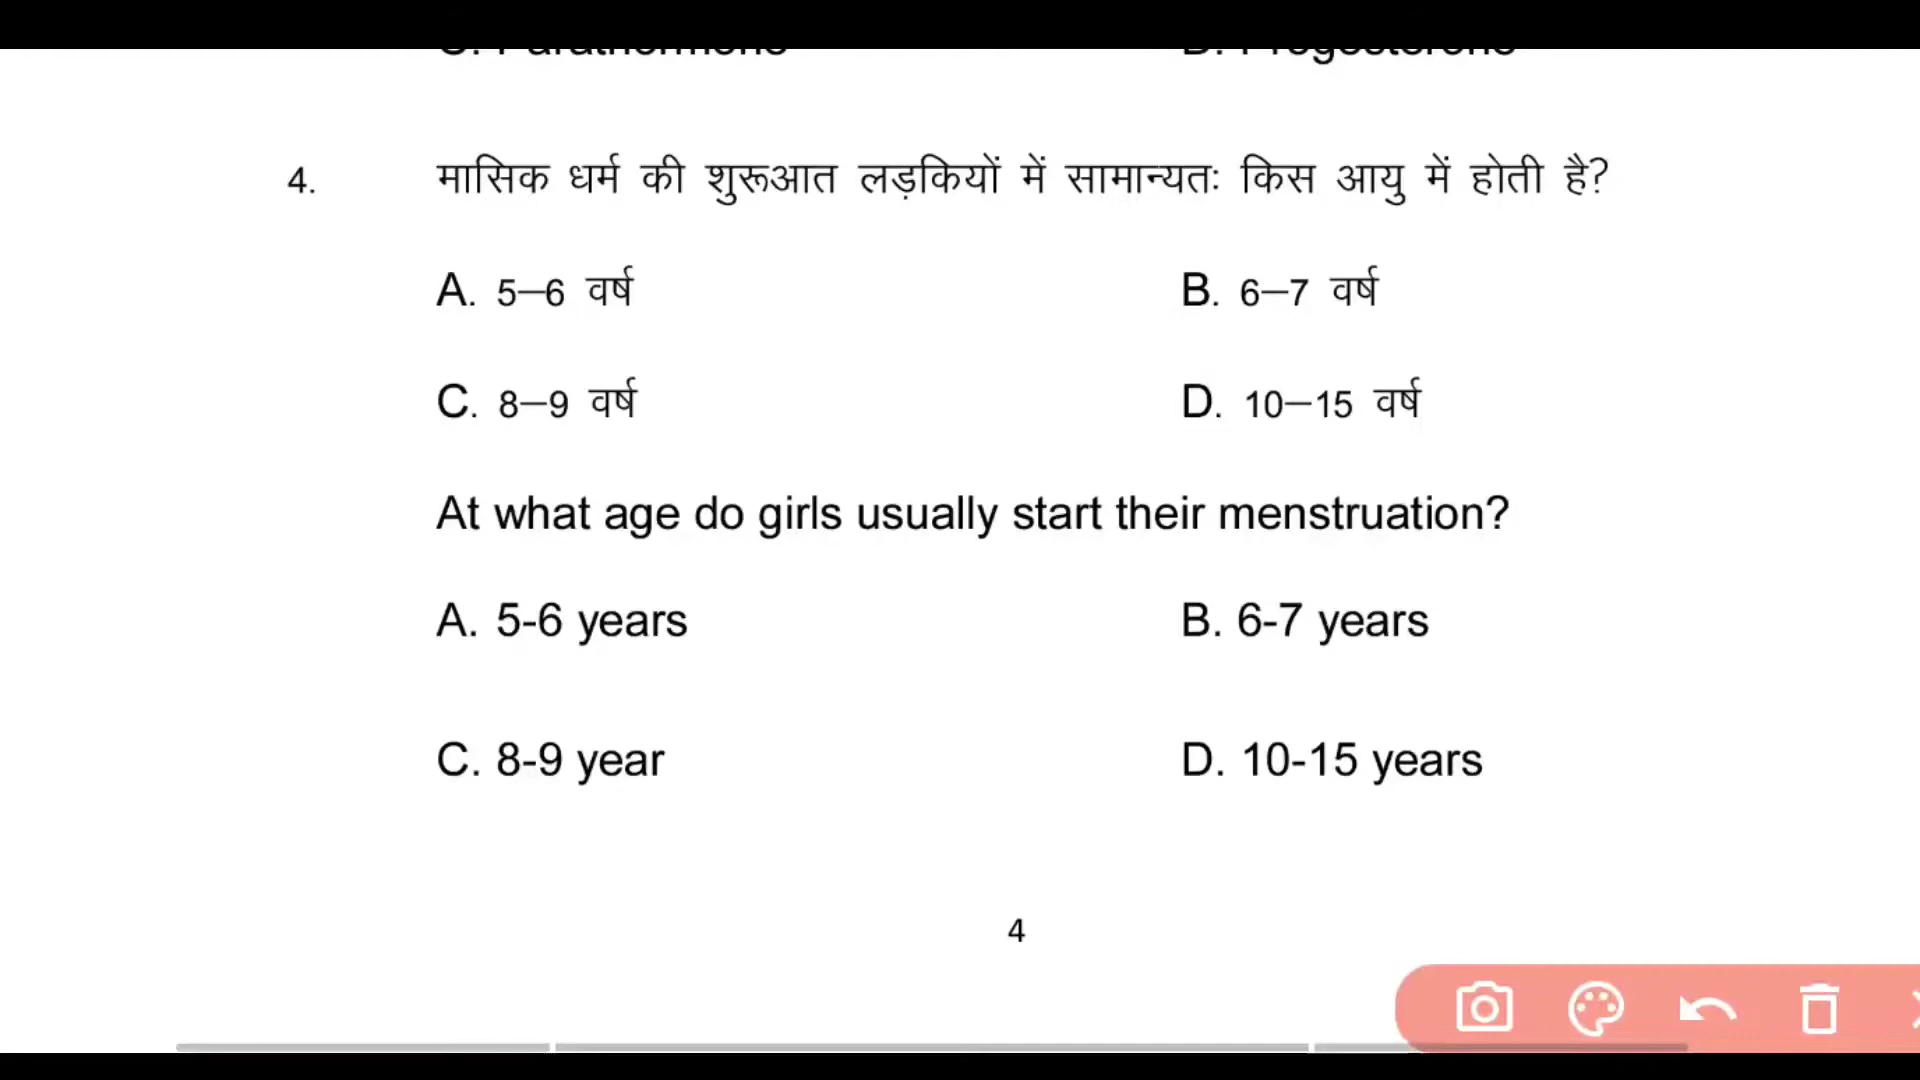 4. मासिक धर्म की शुरूआत लड़कियों में सामान्यतः किस आयु में होती है?
A. 5–6 वर्ष B. 6–7 वर्ष
C. 8–9 वर्ष D. 10–15 वर्ष
At what age do girls usually start their menstruation?
A. 5-6 years B. 6-7 years
C. 8-9 year D. 10-15 years
4